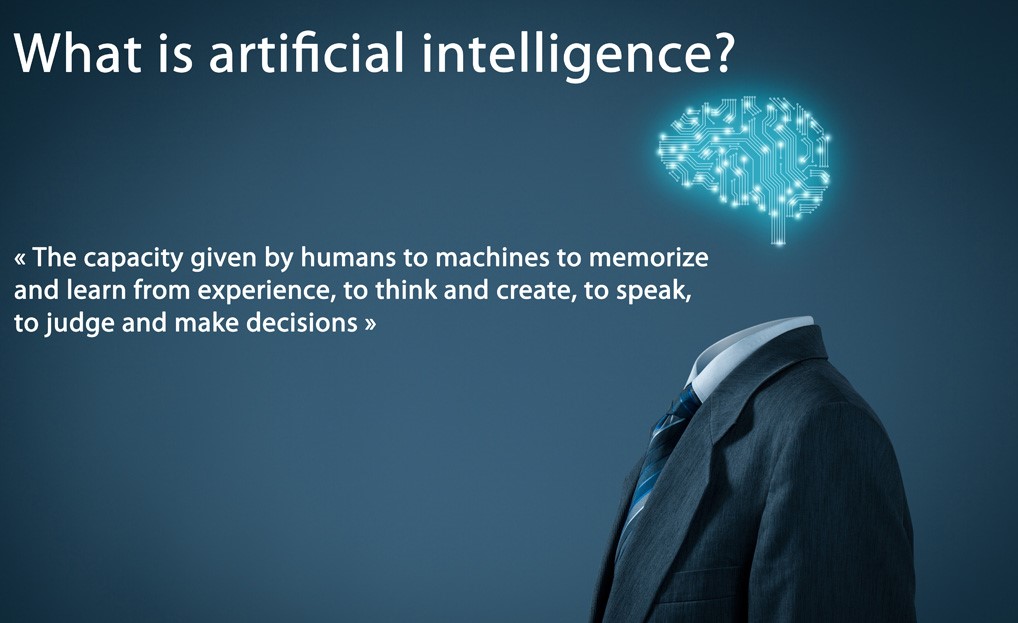 What is artificial intelligence?
« The capacity given by humans to machines to memorize
and learn from experience, to think and create, to speak,
to judge and make decisions »